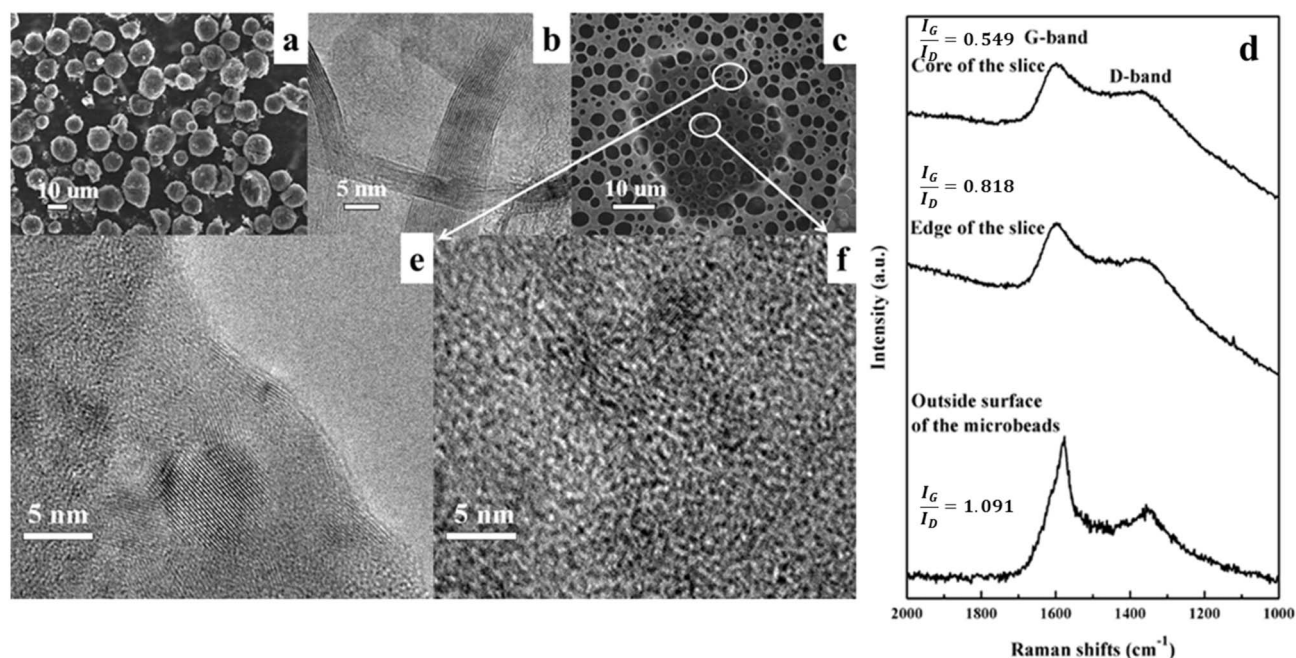 a
10 um
b
5 nm
c
10 μm
e
5 nm
f
5 nm
d
I_G/I_D = 0.549
G-band
Core of the slice
D-band
I_G/I_D = 0.818
Edge of the slice
Outside surface
of the microbeads
I_G/I_D = 1.091
Intensity (a.u.)
2000 1800 1600 1400 1200 1000
Raman shifts (cm⁻¹)